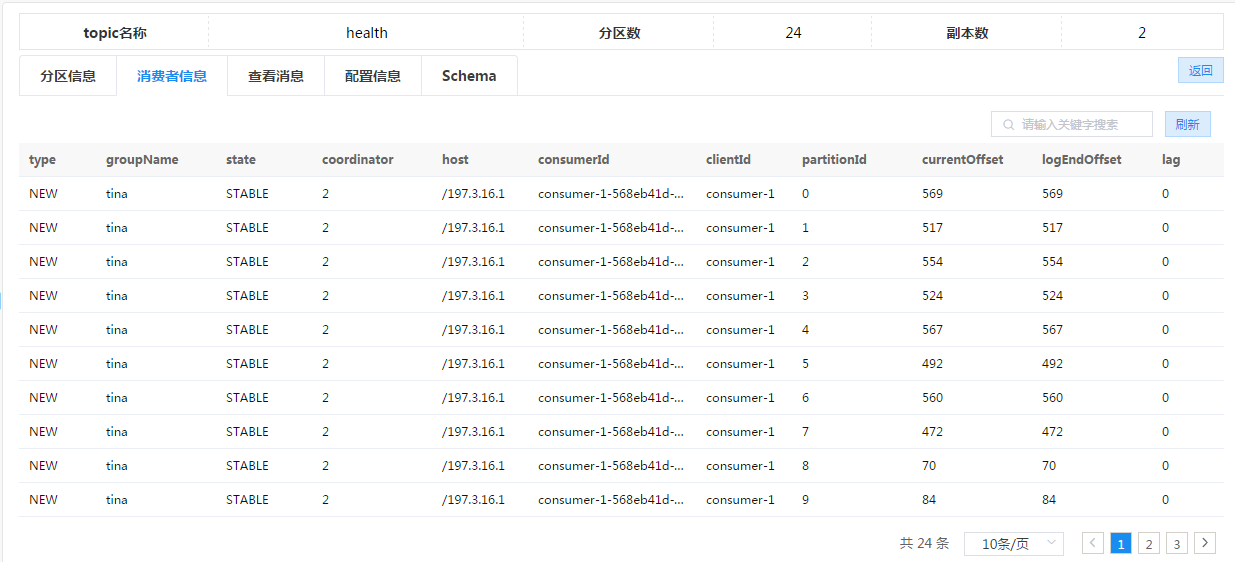 topic名称 health 分区数 24 副本数 2
分区信息 消费者信息 查看消息 配置信息 Schema 返回
请输入关键字搜索 刷新
type groupName state coordinator host consumerId clientId partitionId currentOffset logEndOffset lag
NEW tina STABLE 2 /197.3.16.1 consumer-1-568eb41d-... consumer-1 0 569 569 0
NEW tina STABLE 2 /197.3.16.1 consumer-1-568eb41d-... consumer-1 1 517 517 0
NEW tina STABLE 2 /197.3.16.1 consumer-1-568eb41d-... consumer-1 2 554 554 0
NEW tina STABLE 2 /197.3.16.1 consumer-1-568eb41d-... consumer-1 3 524 524 0
NEW tina STABLE 2 /197.3.16.1 consumer-1-568eb41d-... consumer-1 4 567 567 0
NEW tina STABLE 2 /197.3.16.1 consumer-1-568eb41d-... consumer-1 5 492 492 0
NEW tina STABLE 2 /197.3.16.1 consumer-1-568eb41d-... consumer-1 6 560 560 0
NEW tina STABLE 2 /197.3.16.1 consumer-1-568eb41d-... consumer-1 7 472 472 0
NEW tina STABLE 2 /197.3.16.1 consumer-1-568eb41d-... consumer-1 8 70 70 0
NEW tina STABLE 2 /197.3.16.1 consumer-1-568eb41d-... consumer-1 9 84 84 0
共 24 条 10条/页 1 2 3